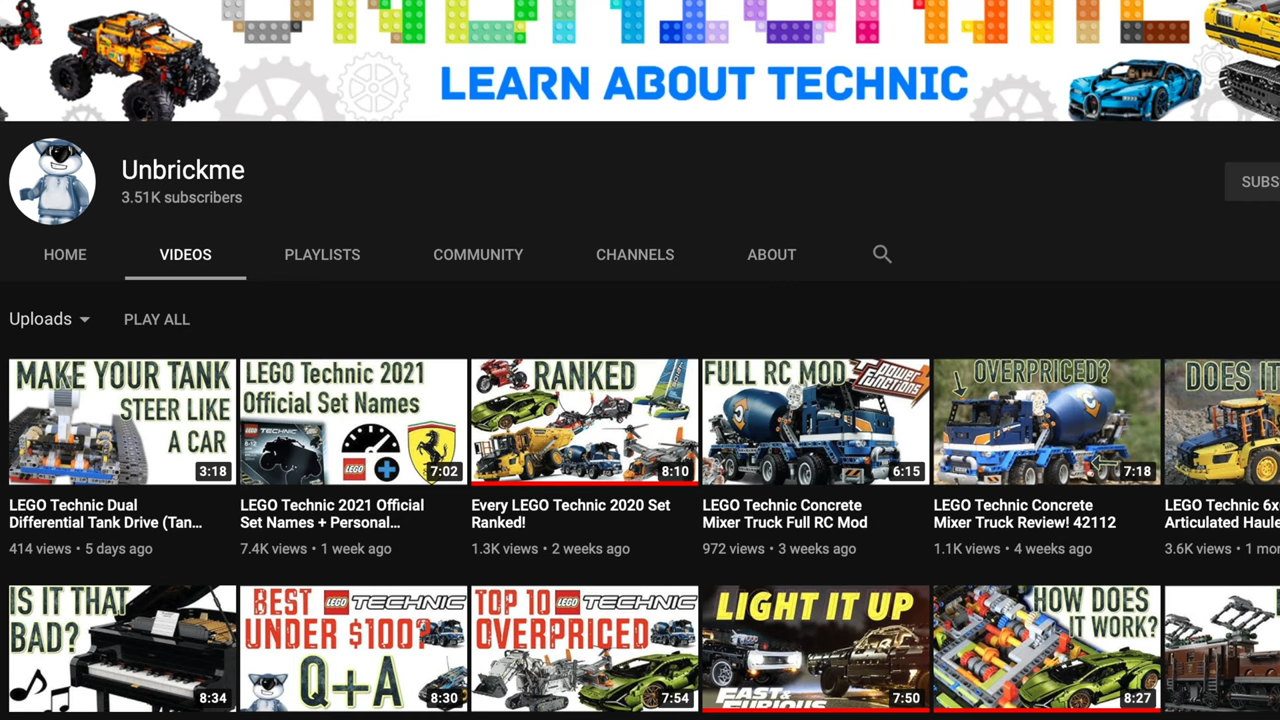 LEARN ABOUT TECHNIC
Unbrickme
3.51K subscribers
SUBS
HOME VIDEOS PLAYLISTS COMMUNITY CHANNELS ABOUT
Uploads PLAY ALL
MAKE YOUR TANK
STEER LIKE
A CAR
3:18
LEGO Technic 2021
Official Set Names
LEGO TECHNIC
6-12
LEGO
Ferrari
7:02
RANKED
8:10
FULL RC MOD
power
functions
6:15
OVERPRICED?
7:18
DOES IT
LEGO Technic Dual
Differential Tank Drive (Tan...
414 views • 5 days ago
LEGO Technic 2021 Official
Set Names + Personal...
7.4K views • 1 week ago
Every LEGO Technic 2020 Set
Ranked!
1.3K views • 2 weeks ago
LEGO Technic Concrete
Mixer Truck Full RC Mod
972 views • 3 weeks ago
LEGO Technic Concrete
Mixer Truck Review! 42112
1.1K views • 4 weeks ago
LEGO Technic 6x
Articulated Haule
3.6K views • 1 mon
IS IT THAT
BAD?
8:34
BEST LEGO TECHNIC
UNDER $100?
Q+A
8:30
TOP 10 LEGO TECHNIC
OVERPRICED
7:54
LIGHT IT UP
FAST &
FURIOUS
7:50
HOW DOES
IT WORK?
8:27